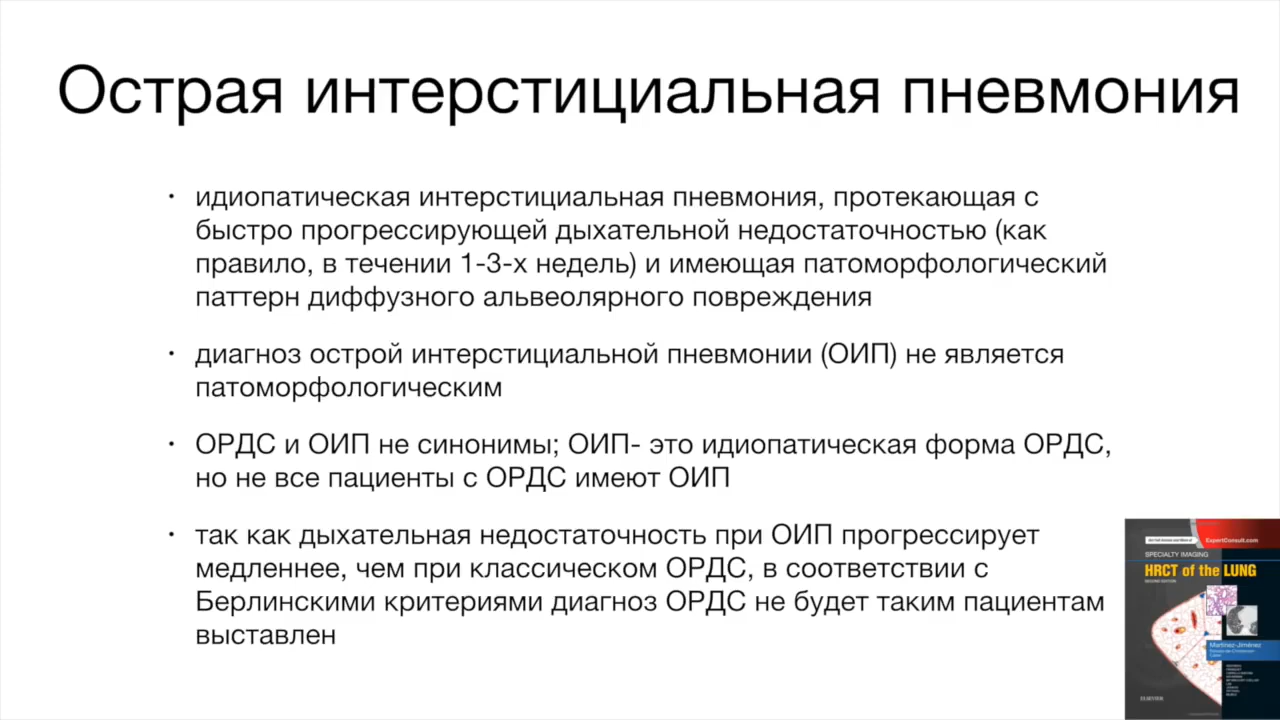 Острая интерстициальная пневмония
· идиопатическая интерстициальная пневмония, протекающая с
быстро прогрессирующей дыхательной недостаточностью (как
правило, в течении 1-3-х недель) и имеющая патоморфологический
паттерн диффузного альвеолярного повреждения
· диагноз острой интерстициальной пневмонии (ОИП) не является
патоморфологическим
· ОРДС и ОИП не синонимы; ОИП- это идиопатическая форма ОРДС,
но не все пациенты с ОРДС имеют ОИП
· так как дыхательная недостаточность при ОИП прогрессирует
медленнее, чем при классическом ОРДС, в соответствии с
Берлинскими критериями диагноз ОРДС не будет таким пациентам
выставлен
ExpertConsult.com
SPECIALTY IMAGING
HRCT of the LUNG
SECOND EDITION
Martínez-Jiménez
ELSEVIER